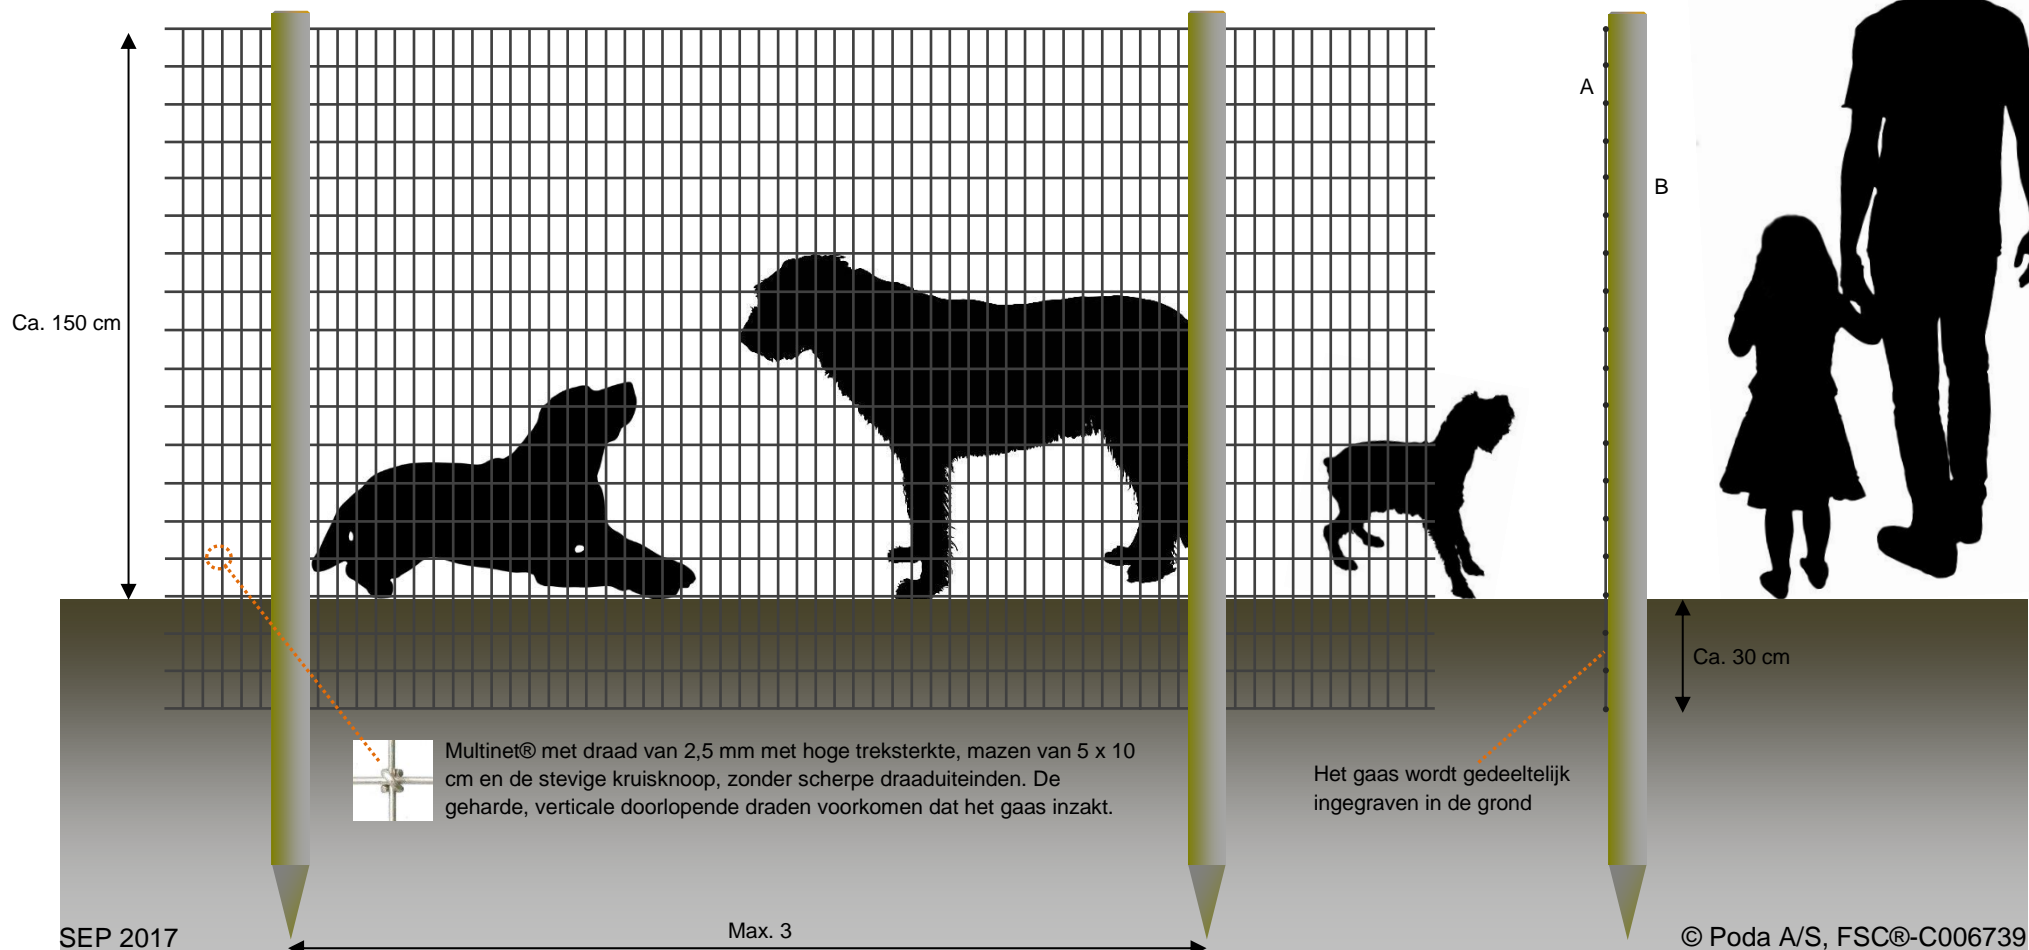 A
B
Ca. 150 cm
Ca. 30 cm
Multinet® met draad van 2,5 mm met hoge treksterkte, mazen van 5 x 10
cm en de stevige kruisknoop, zonder scherpe draaduiteinden. De
geharde, verticale doorlopende draden voorkomen dat het gaas inzakt.
Het gaas wordt gedeeltelijk
ingegraven in de grond
SEP 2017
Max. 3
© Poda A/S, FSC®-C006739